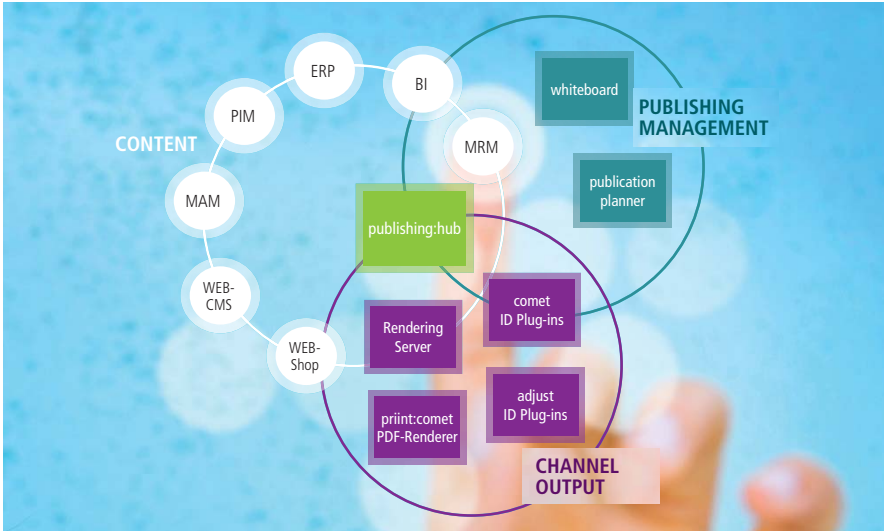 ERP
BI
PIM
CONTENT
MRM
MAM
WEB-
CMS
WEB-
Shop
whiteboard
PUBLISHING
MANAGEMENT
publication
planner
publishing:hub
comet
ID Plug-ins
Rendering
Server
adjust
ID Plug-ins
priint:comet
PDF-Renderer
CHANNEL
OUTPUT